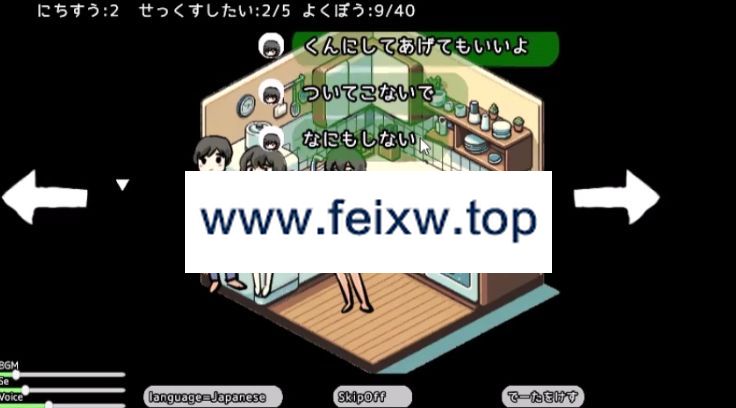 にちすう:2 せっくすしたい:2/5 よくぼう:9/40
くんにしてあげてもいいよ
ついてこないで
なにもしない
www.feixw.top
BGM
Se
Voice
language=Japanese
SkipOff
でーたをけす